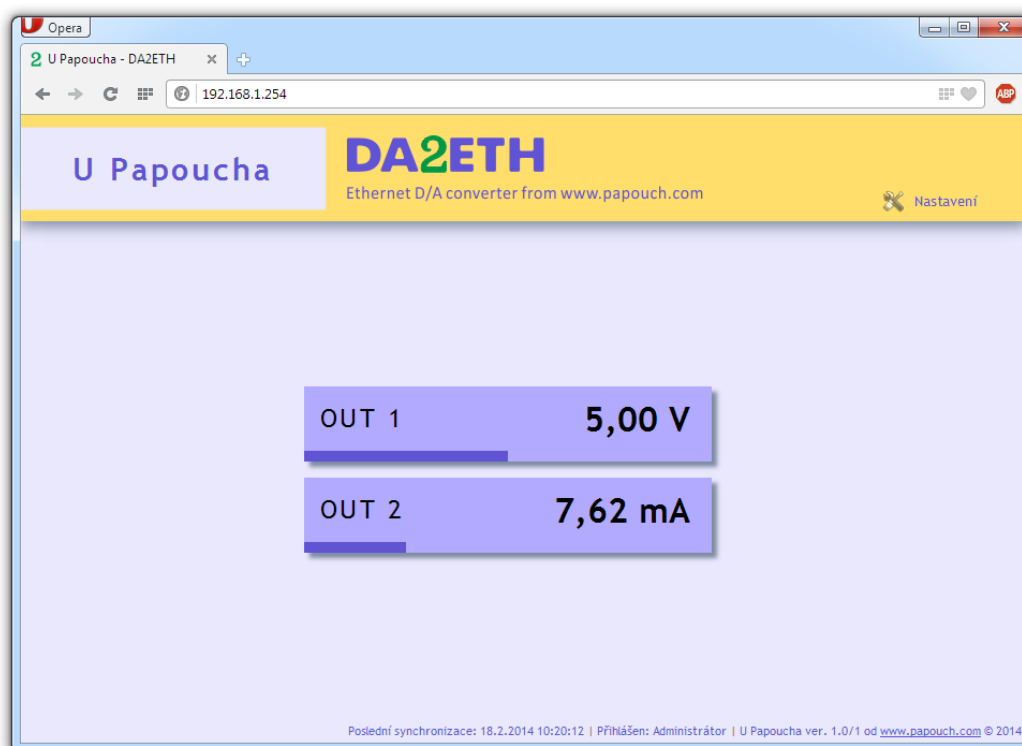 Opera
2 U Papoucha - DA2ETH
192.168.1.254
ABP
U Papoucha
DA2ETH
Ethernet D/A converter from www.papouch.com
Nastavení
OUT 1 5,00 V
OUT 2 7,62 mA
Poslední synchronizace: 18.2.2014 10:20:12 | Přihlášen: Administrátor | U Papoucha ver. 1.0/1 od www.papouch.com © 2014